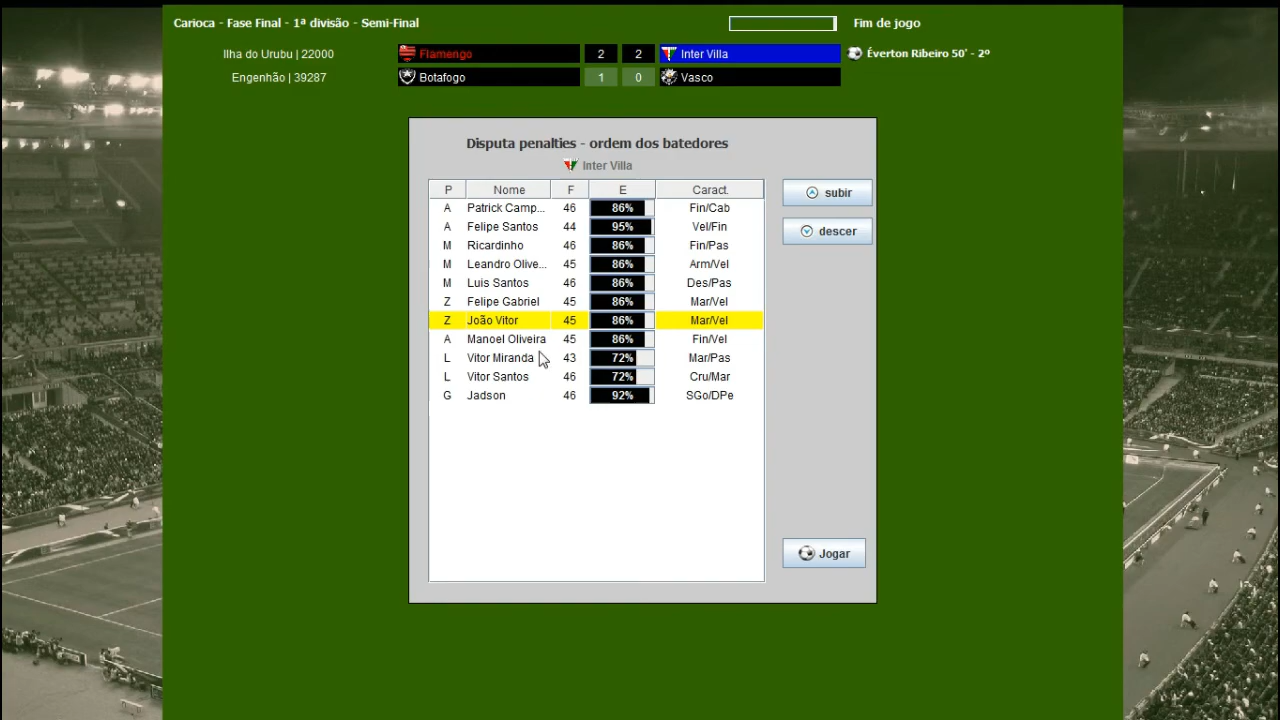 Carioca - Fase Final - 1ª divisão - Semi-Final
Fim de jogo
Ilha do Urubu | 22000 Flamengo 2 2 Inter Villa Éverton Ribeiro 50' - 2º
Engenhão | 39287 Botafogo 1 0 Vasco
Disputa penalties - ordem dos batedores
Inter Villa
P Nome F E Caract.
A Patrick Camp... 46 86% Fin/Cab
A Felipe Santos 44 95% Vel/Fin
M Ricardinho 46 86% Fin/Pas
M Leandro Olive... 45 86% Arm/Vel
M Luis Santos 46 86% Des/Pas
Z Felipe Gabriel 45 86% Mar/Vel
Z João Vitor 45 86% Mar/Vel
A Manoel Oliveira 45 86% Fin/Vel
L Vitor Miranda 43 72% Mar/Pas
L Vitor Santos 46 72% Cru/Mar
G Jadson 46 92% SGo/DPe
subir
descer
Jogar